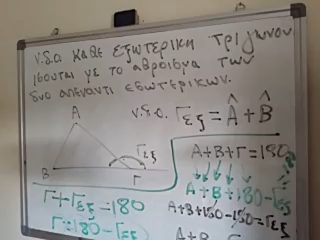 ν.δ.ο. κάθε εξωτερική τριγώνου
ισούται με το άθροισμα των
δυο απέναντι εσωτερικών.
ν.δ.ο. Γεξ = Â + B̂
A
Γεξ
B
Γ
Γ+Γεξ=180
Γ=180-Γεξ
A+B+Γ=180
A+B+180-Γεξ
A+B+180-180=Γεξ
A+B